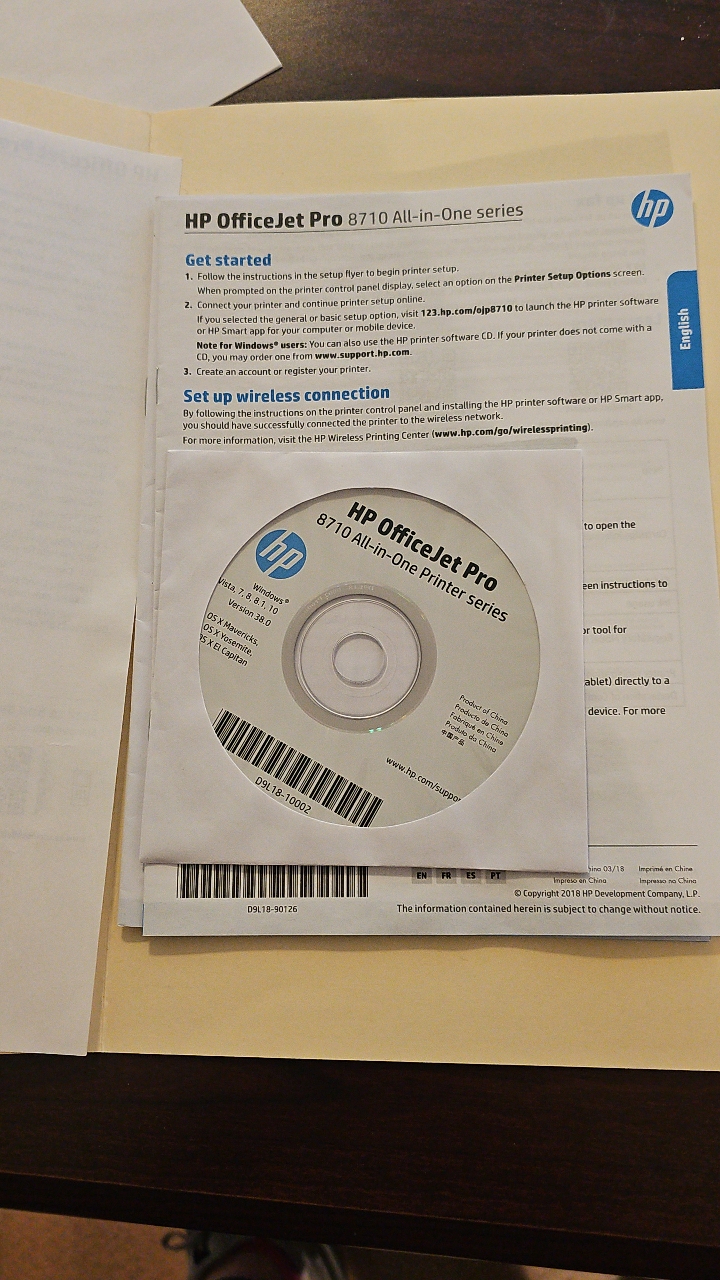 HP OfficeJet Pro 8710 All-in-One series
hp
Get started
1. Follow the instructions in the setup flyer to begin printer setup.
When prompted on the printer control panel display, select an option on the Printer Setup Options screen.
2. Connect your printer and continue printer setup online.
If you selected the general or basic setup option, visit 123.hp.com/ojp8710 to launch the HP printer software
or HP Smart app for your computer or mobile device.
Note for Windows® users: You can also use the HP printer software CD. If your printer does not come with a
CD, you may order one from www.support.hp.com.
3. Create an account or register your printer.
English
Set up wireless connection
By following the instructions on the printer control panel and installing the HP printer software or HP Smart app,
you should have successfully connected the printer to the wireless network.
For more information, visit the HP Wireless Printing Center (www.hp.com/go/wirelessprinting).
to open the
een instructions to
or tool for
ablet) directly to a
device. For more
HP OfficeJet Pro
8710 All-in-One Printer series
hp
Windows®
Vista, 7, 8, 8.1, 10
Version 38.0
OS X Mavericks,
OS X Yosemite,
OS X El Capitan
Product of China
Producto de China
Fabriqué en Chine
Produto da China
中国产品
www.hp.com/suppor
D9L18-10002
EN FR ES PT
hina 03/18 Imprimé en Chine
Impreso en China Impresso na China
© Copyright 2018 HP Development Company, L.P.
D9L18-90126
The information contained herein is subject to change without notice.